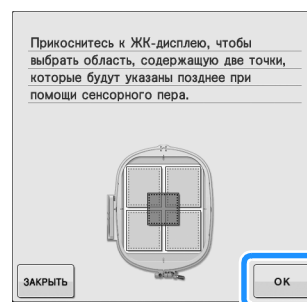 Прикоснитесь к ЖК-дисплею, чтобы
выбрать область, содержащую две точки,
которые будут указаны позднее при
помощи сенсорного пера.
ЗАКРЫТЬ
OK